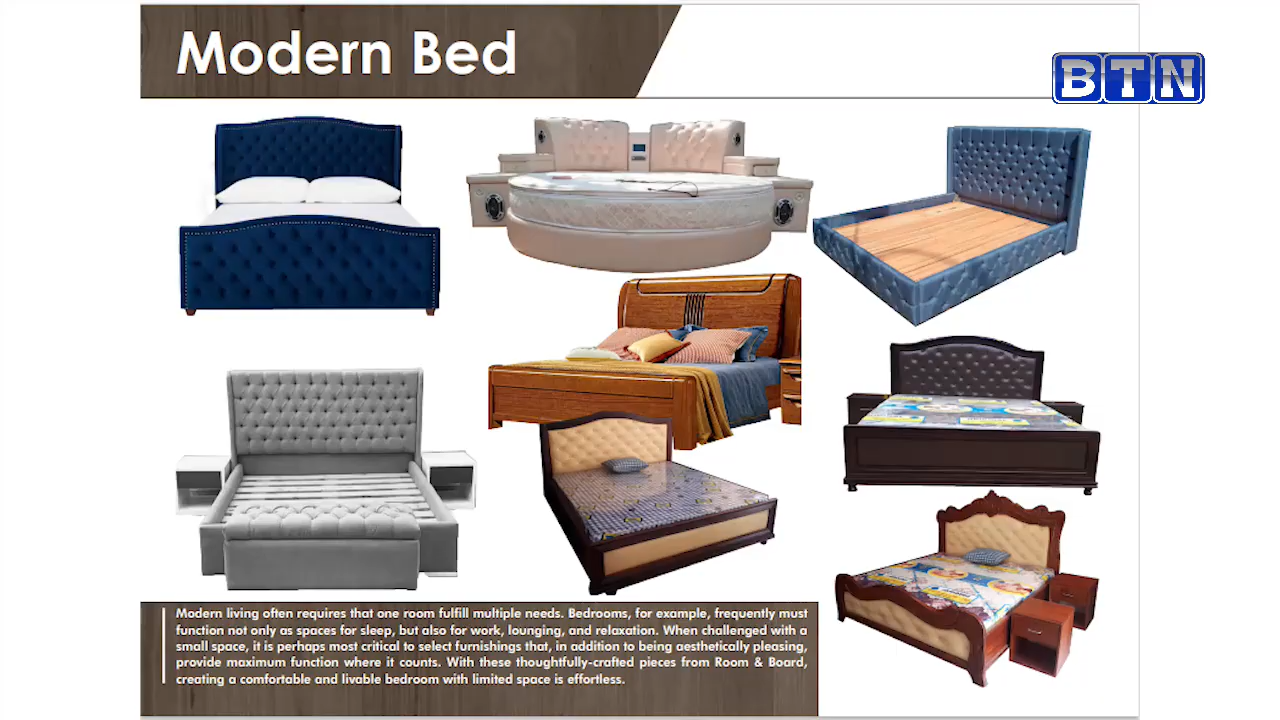 Modern Bed
BTN
Modern living often requires that one room fulfill multiple needs. Bedrooms, for example, frequently must
function not only as spaces for sleep, but also for work, lounging, and relaxation. When challenged with a
small space, it is perhaps most critical to select furnishings that, in addition to being aesthetically pleasing,
provide maximum function where it counts. With these thoughtfully-crafted pieces from Room & Board,
creating a comfortable and livable bedroom with limited space is effortless.